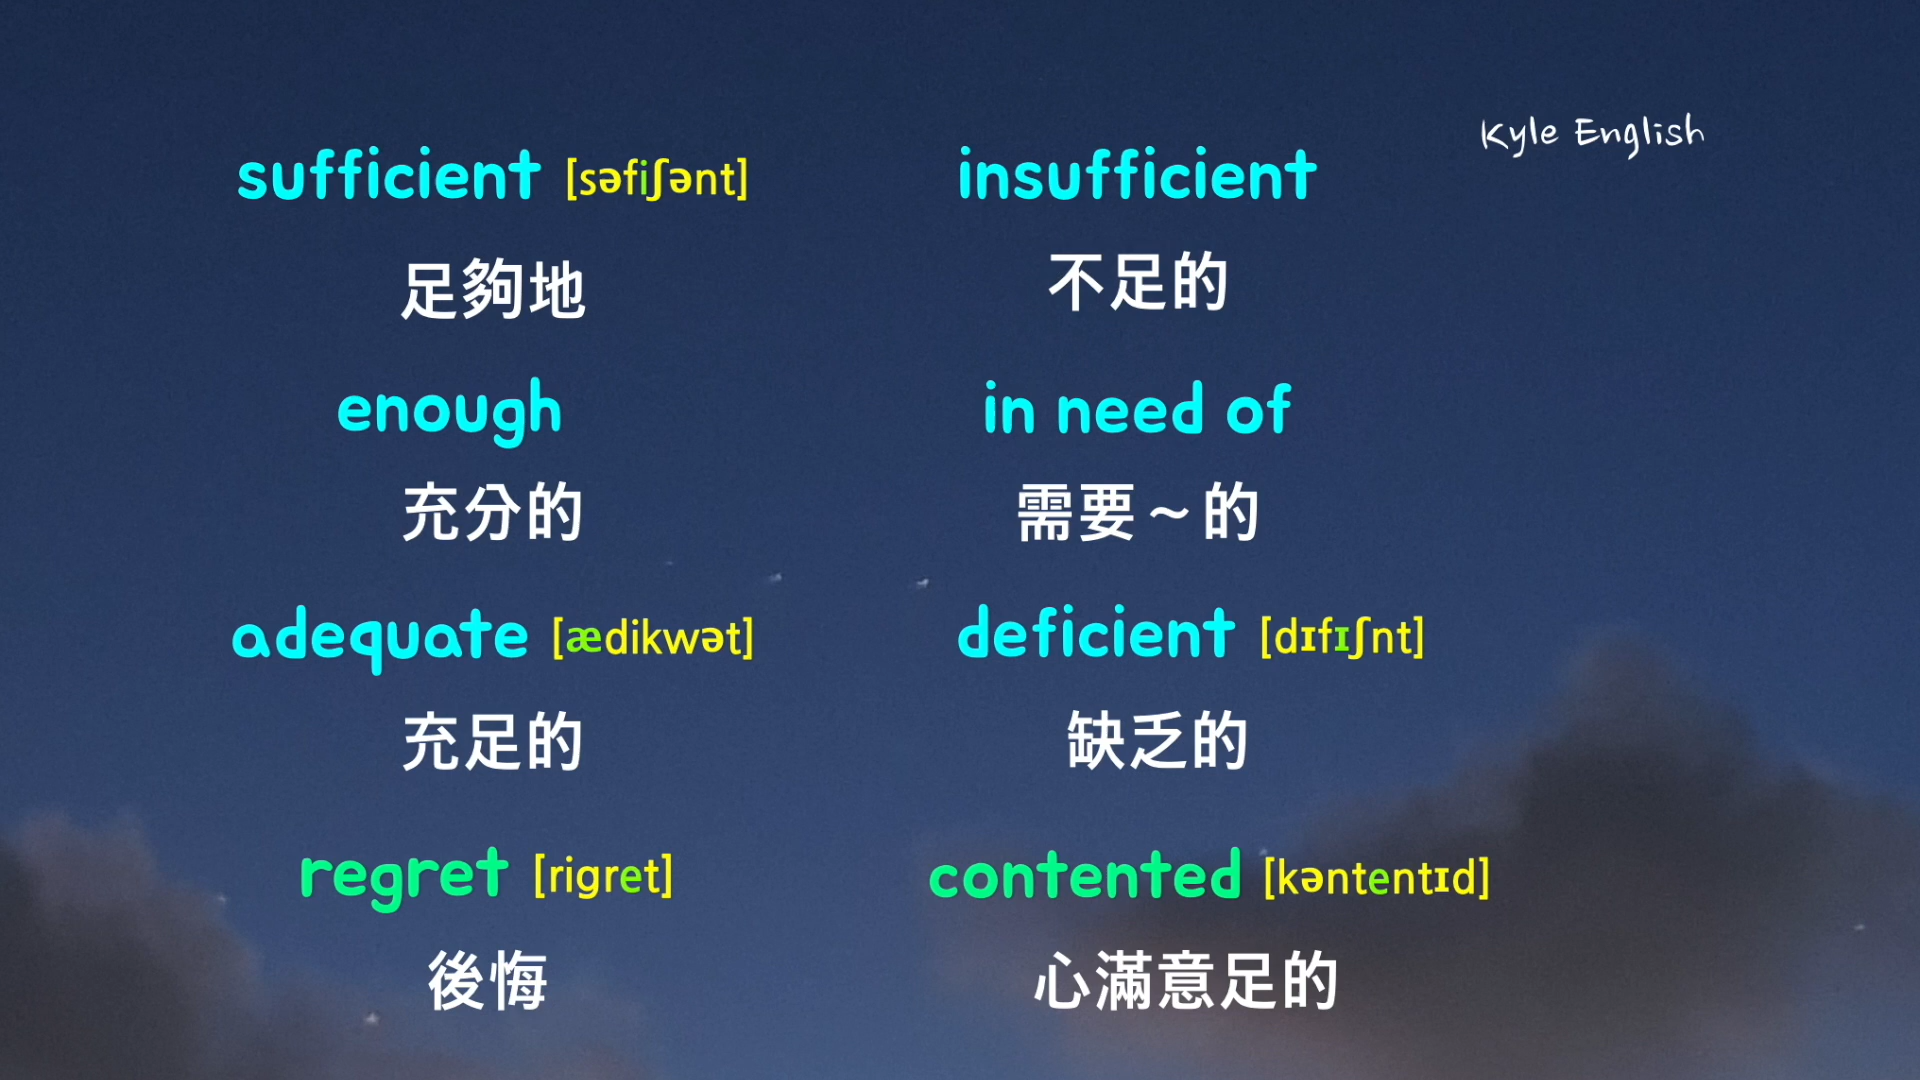 Kyle English
sufficient [səfiʃənt]
足夠地
insufficient
不足的
enough
充分的
in need of
需要～的
adequate [ædikwət]
充足的
deficient [dɪfɪʃnt]
缺乏的
regret [rigret]
後悔
contented [kəntentɪd]
心滿意足的